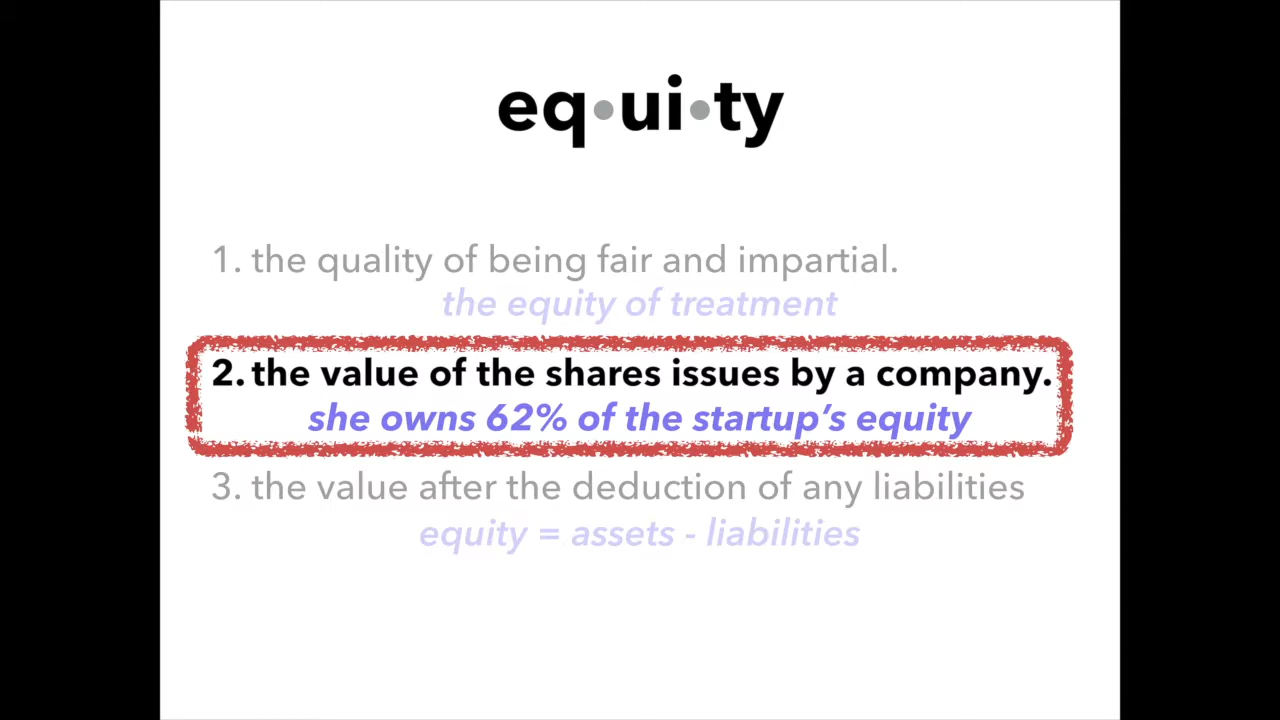 eq•ui•ty
1. the quality of being fair and impartial.
the equity of treatment
2. the value of the shares issues by a company.
she owns 62% of the startup’s equity
3. the value after the deduction of any liabilities
equity = assets - liabilities